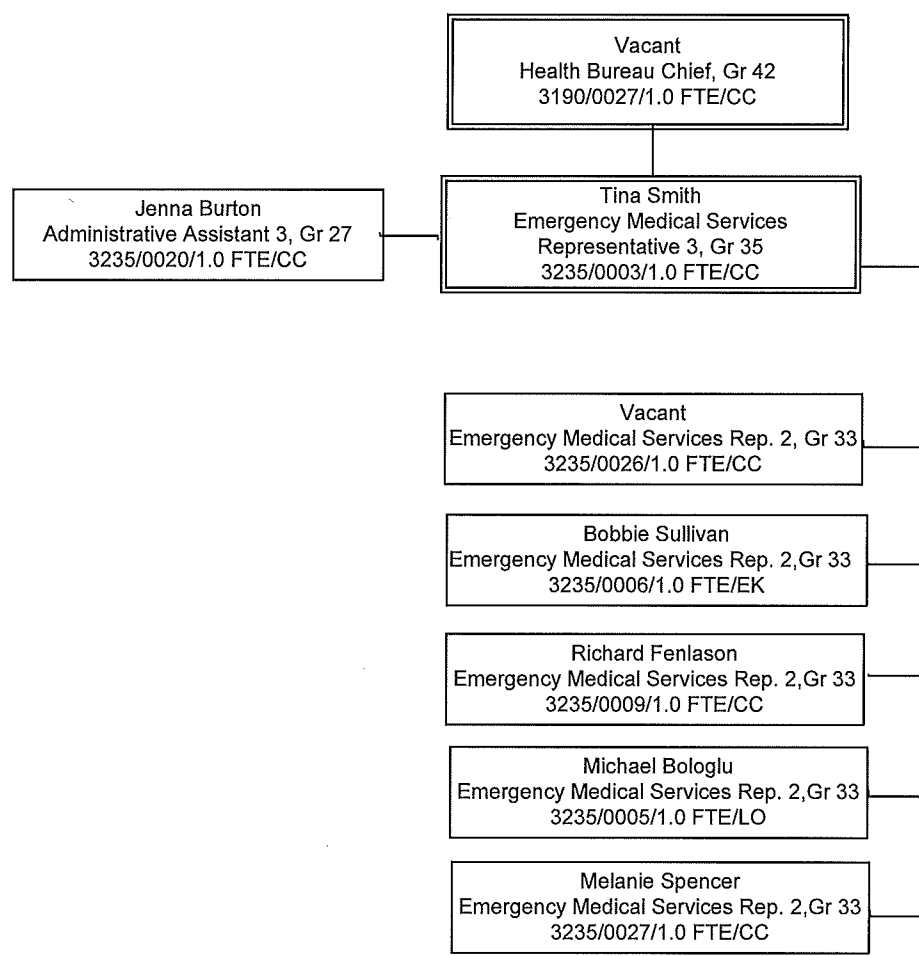 Vacant
Health Bureau Chief, Gr 42
3190/0027/1.0 FTE/CC
Jenna Burton
Administrative Assistant 3, Gr 27
3235/0020/1.0 FTE/CC
Tina Smith
Emergency Medical Services
Representative 3, Gr 35
3235/0003/1.0 FTE/CC
Vacant
Emergency Medical Services Rep. 2, Gr 33
3235/0026/1.0 FTE/CC
Bobbie Sullivan
Emergency Medical Services Rep. 2,Gr 33
3235/0006/1.0 FTE/EK
Richard Fenlason
Emergency Medical Services Rep. 2,Gr 33
3235/0009/1.0 FTE/CC
Michael Bologlu
Emergency Medical Services Rep. 2,Gr 33
3235/0005/1.0 FTE/LO
Melanie Spencer
Emergency Medical Services Rep. 2,Gr 33
3235/0027/1.0 FTE/CC